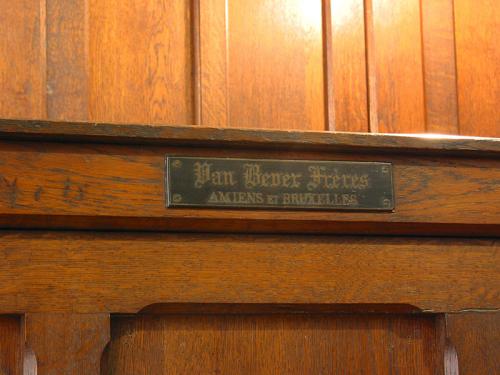 Van Bever Frères
AMIENS ET BRUXELLES